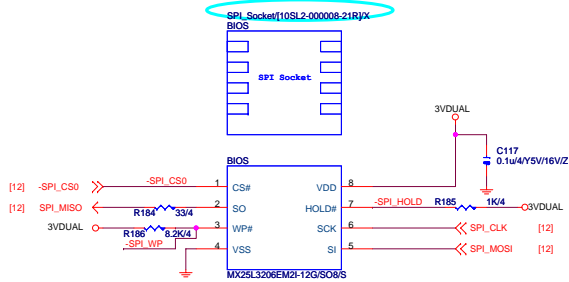 SPI_Socket/[10SL2-000008-21R]/X
BIOS
SPI Socket
3VDUAL
C117
0.1u/4/Y5V/16V/Z
BIOS
[12] -SPI_CS0 -SPI_CS0 1 CS# VDD 8
[12] SPI_MISO R184 33/4 2 SO HOLD# 7 -SPI_HOLD R185 1K/4 3VDUAL
3VDUAL R186 8.2K/4 3 WP# SCK 6 SPI_CLK [12]
-SPI_WP 4 VSS SI 5 SPI_MOSI [12]
MX25L3206EM2I-12G/SO8/S